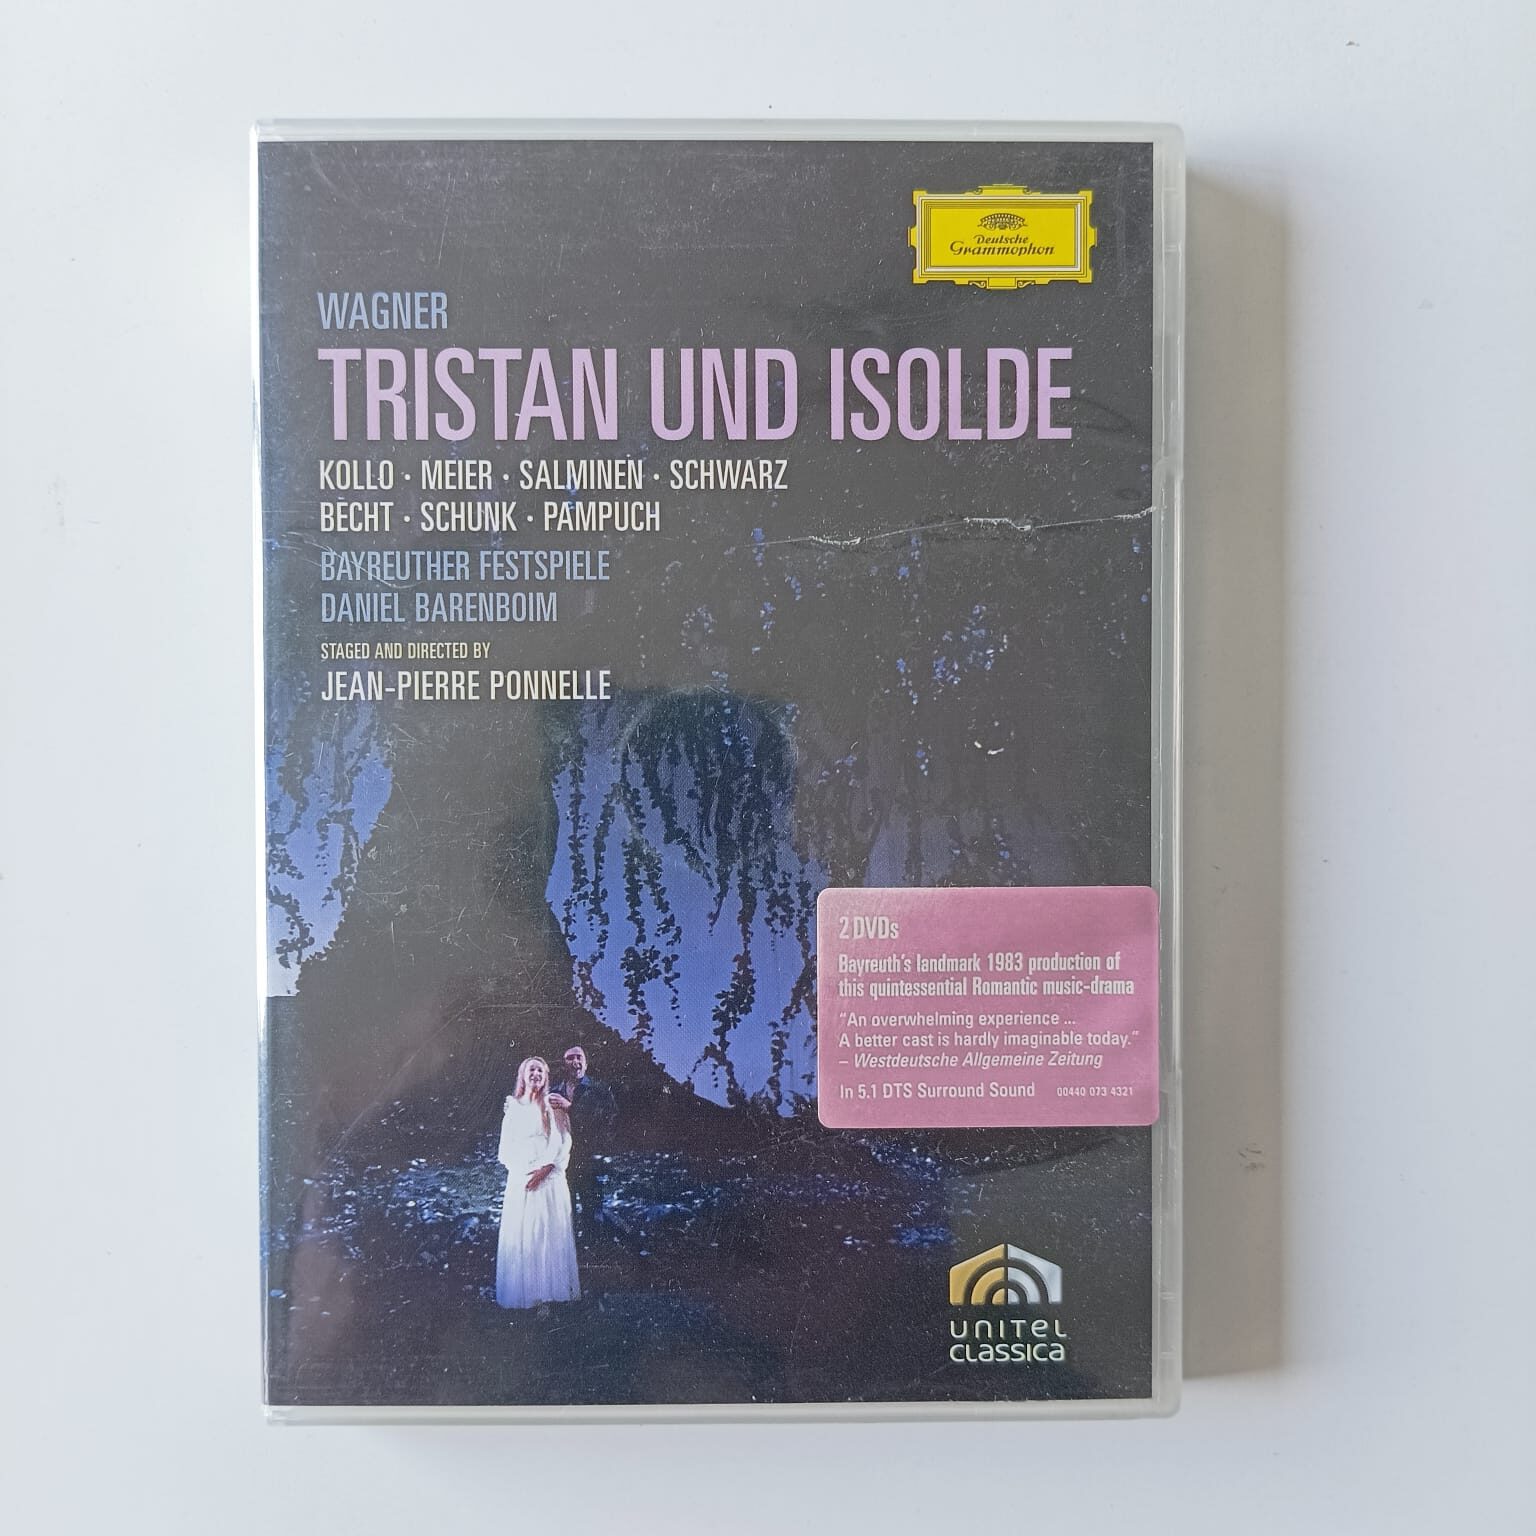 Deutsche
Grammophon
WAGNER
TRISTAN UND ISOLDE
KOLLO · MEIER · SALMINEN · SCHWARZ
BECHT · SCHUNK · PAMPUCH
BAYREUTHER FESTSPIELE
DANIEL BARENBOIM
STAGED AND DIRECTED BY
JEAN-PIERRE PONNELLE
2 DVDs
Bayreuth's landmark 1983 production of
this quintessential Romantic music-drama
"An overwhelming experience ...
A better cast is hardly imaginable today."
– Westdeutsche Allgemeine Zeitung
In 5.1 DTS Surround Sound 00440 073 4321
UNITEL
CLASSICA